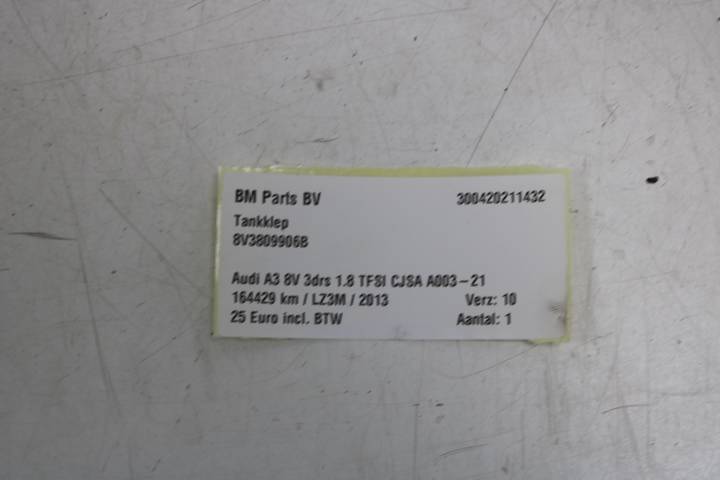 BM Parts BV 300420211432
Tankklep
8V3809906B
Audi A3 8V 3drs 1.8 TFSI CJSA A003-21
164429 km / LZ3M / 2013 Verz: 10
25 Euro incl. BTW Aantal: 1